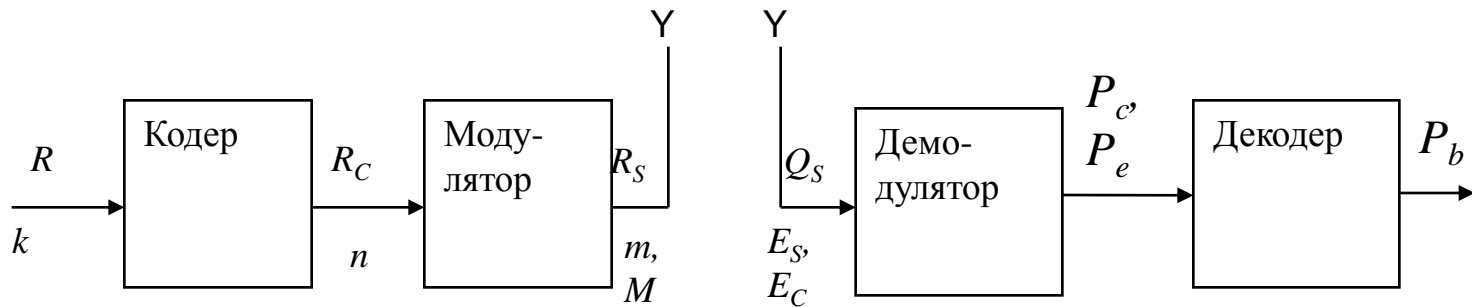 Y
Y
Кодер
Моду-
лятор
Демо-
дулятор
Декодер
R
R_C
R_S
Q_S
P_c,
P_e
P_b
k
n
m,
M
E_S,
E_C